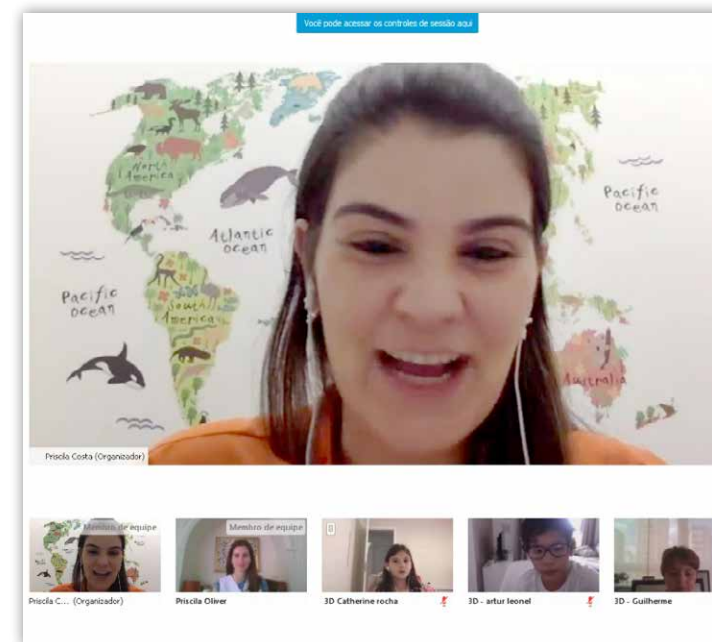 Você pode acessar os controles de sessão aqui
North America
Atlantic Ocean
Pacific Ocean
Pacific Ocean
South America
Australia
Priscila Costa (Organizador)
Membro de equipe
Membro de equipe
Priscila C... (Organizador)
Priscila Oliver
3D Catherine rocha
3D - artur leonel
3D - Guilherme